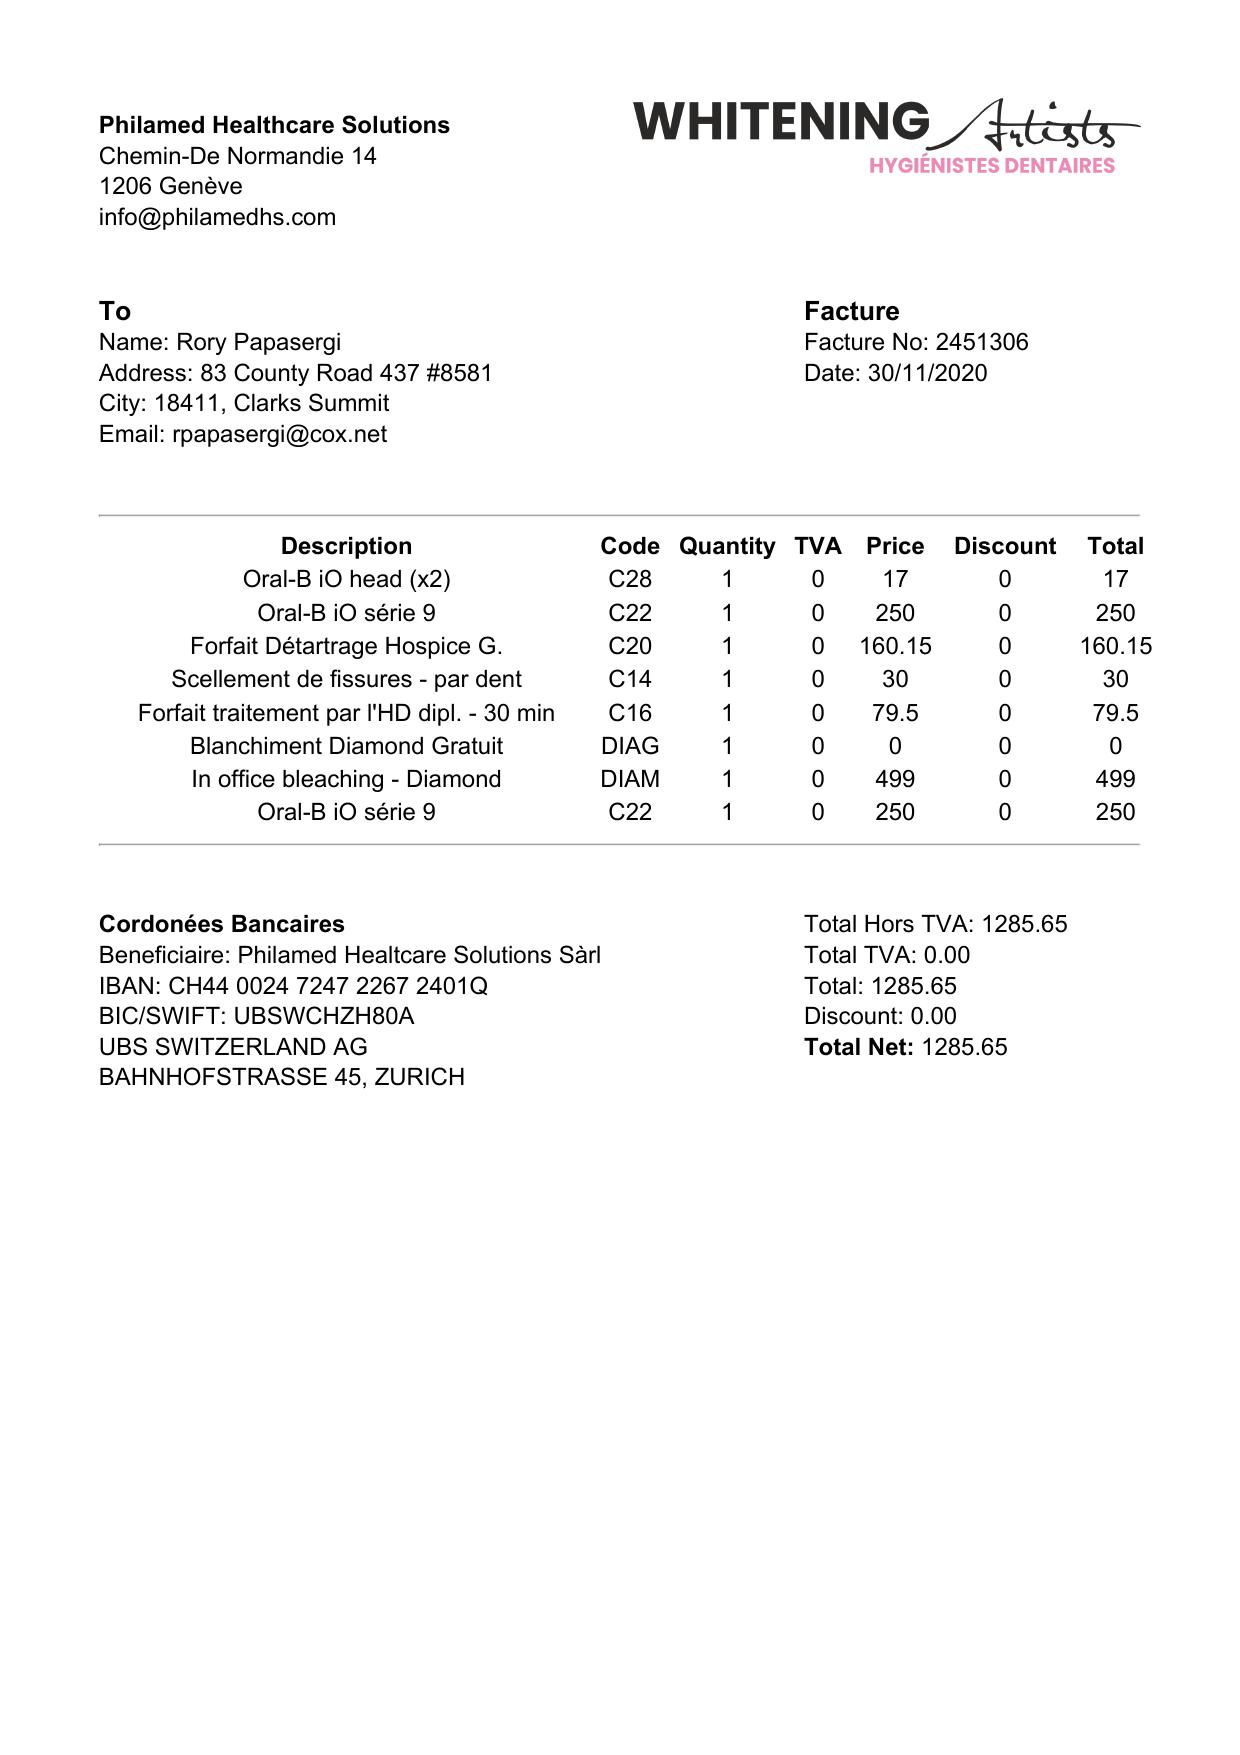 Philamed Healthcare Solutions
Chemin-De Normandie 14
1206 Genève
info@philamedhs.com
WHITENING Artists
HYGIÉNISTES DENTAIRES
To
Name: Rory Papasergi
Address: 83 County Road 437 #8581
City: 18411, Clarks Summit
Email: rpapasergi@cox.net
Facture
Facture No: 2451306
Date: 30/11/2020
Description Code Quantity TVA Price Discount Total
Oral-B iO head (x2) C28 1 0 17 0 17
Oral-B iO série 9 C22 1 0 250 0 250
Forfait Détartrage Hospice G. C20 1 0 160.15 0 160.15
Scellement de fissures - par dent C14 1 0 30 0 30
Forfait traitement par l'HD dipl. - 30 min C16 1 0 79.5 0 79.5
Blanchiment Diamond Gratuit DIAG 1 0 0 0 0
In office bleaching - Diamond DIAM 1 0 499 0 499
Oral-B iO série 9 C22 1 0 250 0 250
Cordonées Bancaires
Beneficiaire: Philamed Healtcare Solutions Sàrl
IBAN: CH44 0024 7247 2267 2401Q
BIC/SWIFT: UBSWCHZH80A
UBS SWITZERLAND AG
BAHNHOFSTRASSE 45, ZURICH
Total Hors TVA: 1285.65
Total TVA: 0.00
Total: 1285.65
Discount: 0.00
Total Net: 1285.65